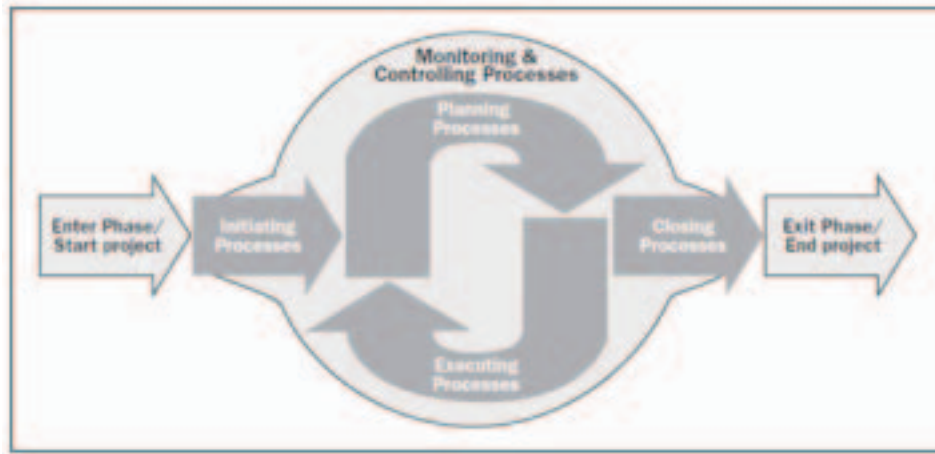 Monitoring &
Controlling Processes
Planning
Processes
Enter Phase/
Start project
Initiating
Processes
Closing
Processes
Exit Phase/
End project
Executing
Processes